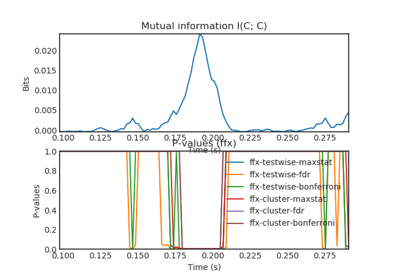 Mutual information I(C; C)
Bits
0.020
0.015
0.010
0.005
0.000
0.100 0.125 0.150 0.175 0.200 0.225 0.250 0.275
Time (s)
P-values (ffx)
P-values
1.0
0.8
0.6
0.4
0.2
0.0
ffx-testwise-maxstat
ffx-testwise-fdr
ffx-testwise-bonferroni
ffx-cluster-maxstat
ffx-cluster-fdr
ffx-cluster-bonferroni
0.100 0.125 0.150 0.175 0.200 0.225 0.250 0.275
Time (s)